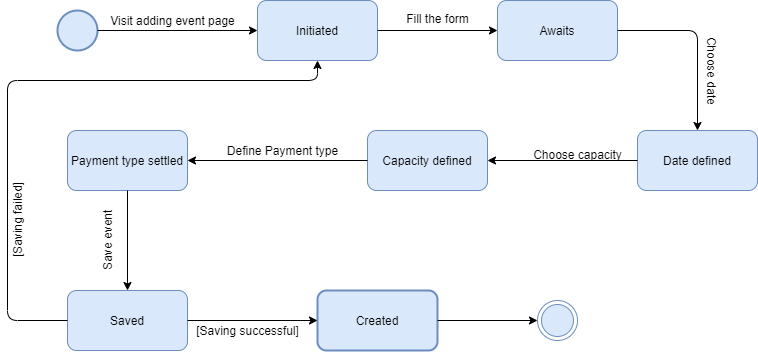 Visit adding event page
Initiated
Fill the form
Awaits
Choose date
Payment type settled
Define Payment type
Capacity defined
Choose capacity
Date defined
[Saving failed]
Save event
Saved
[Saving successful]
Created